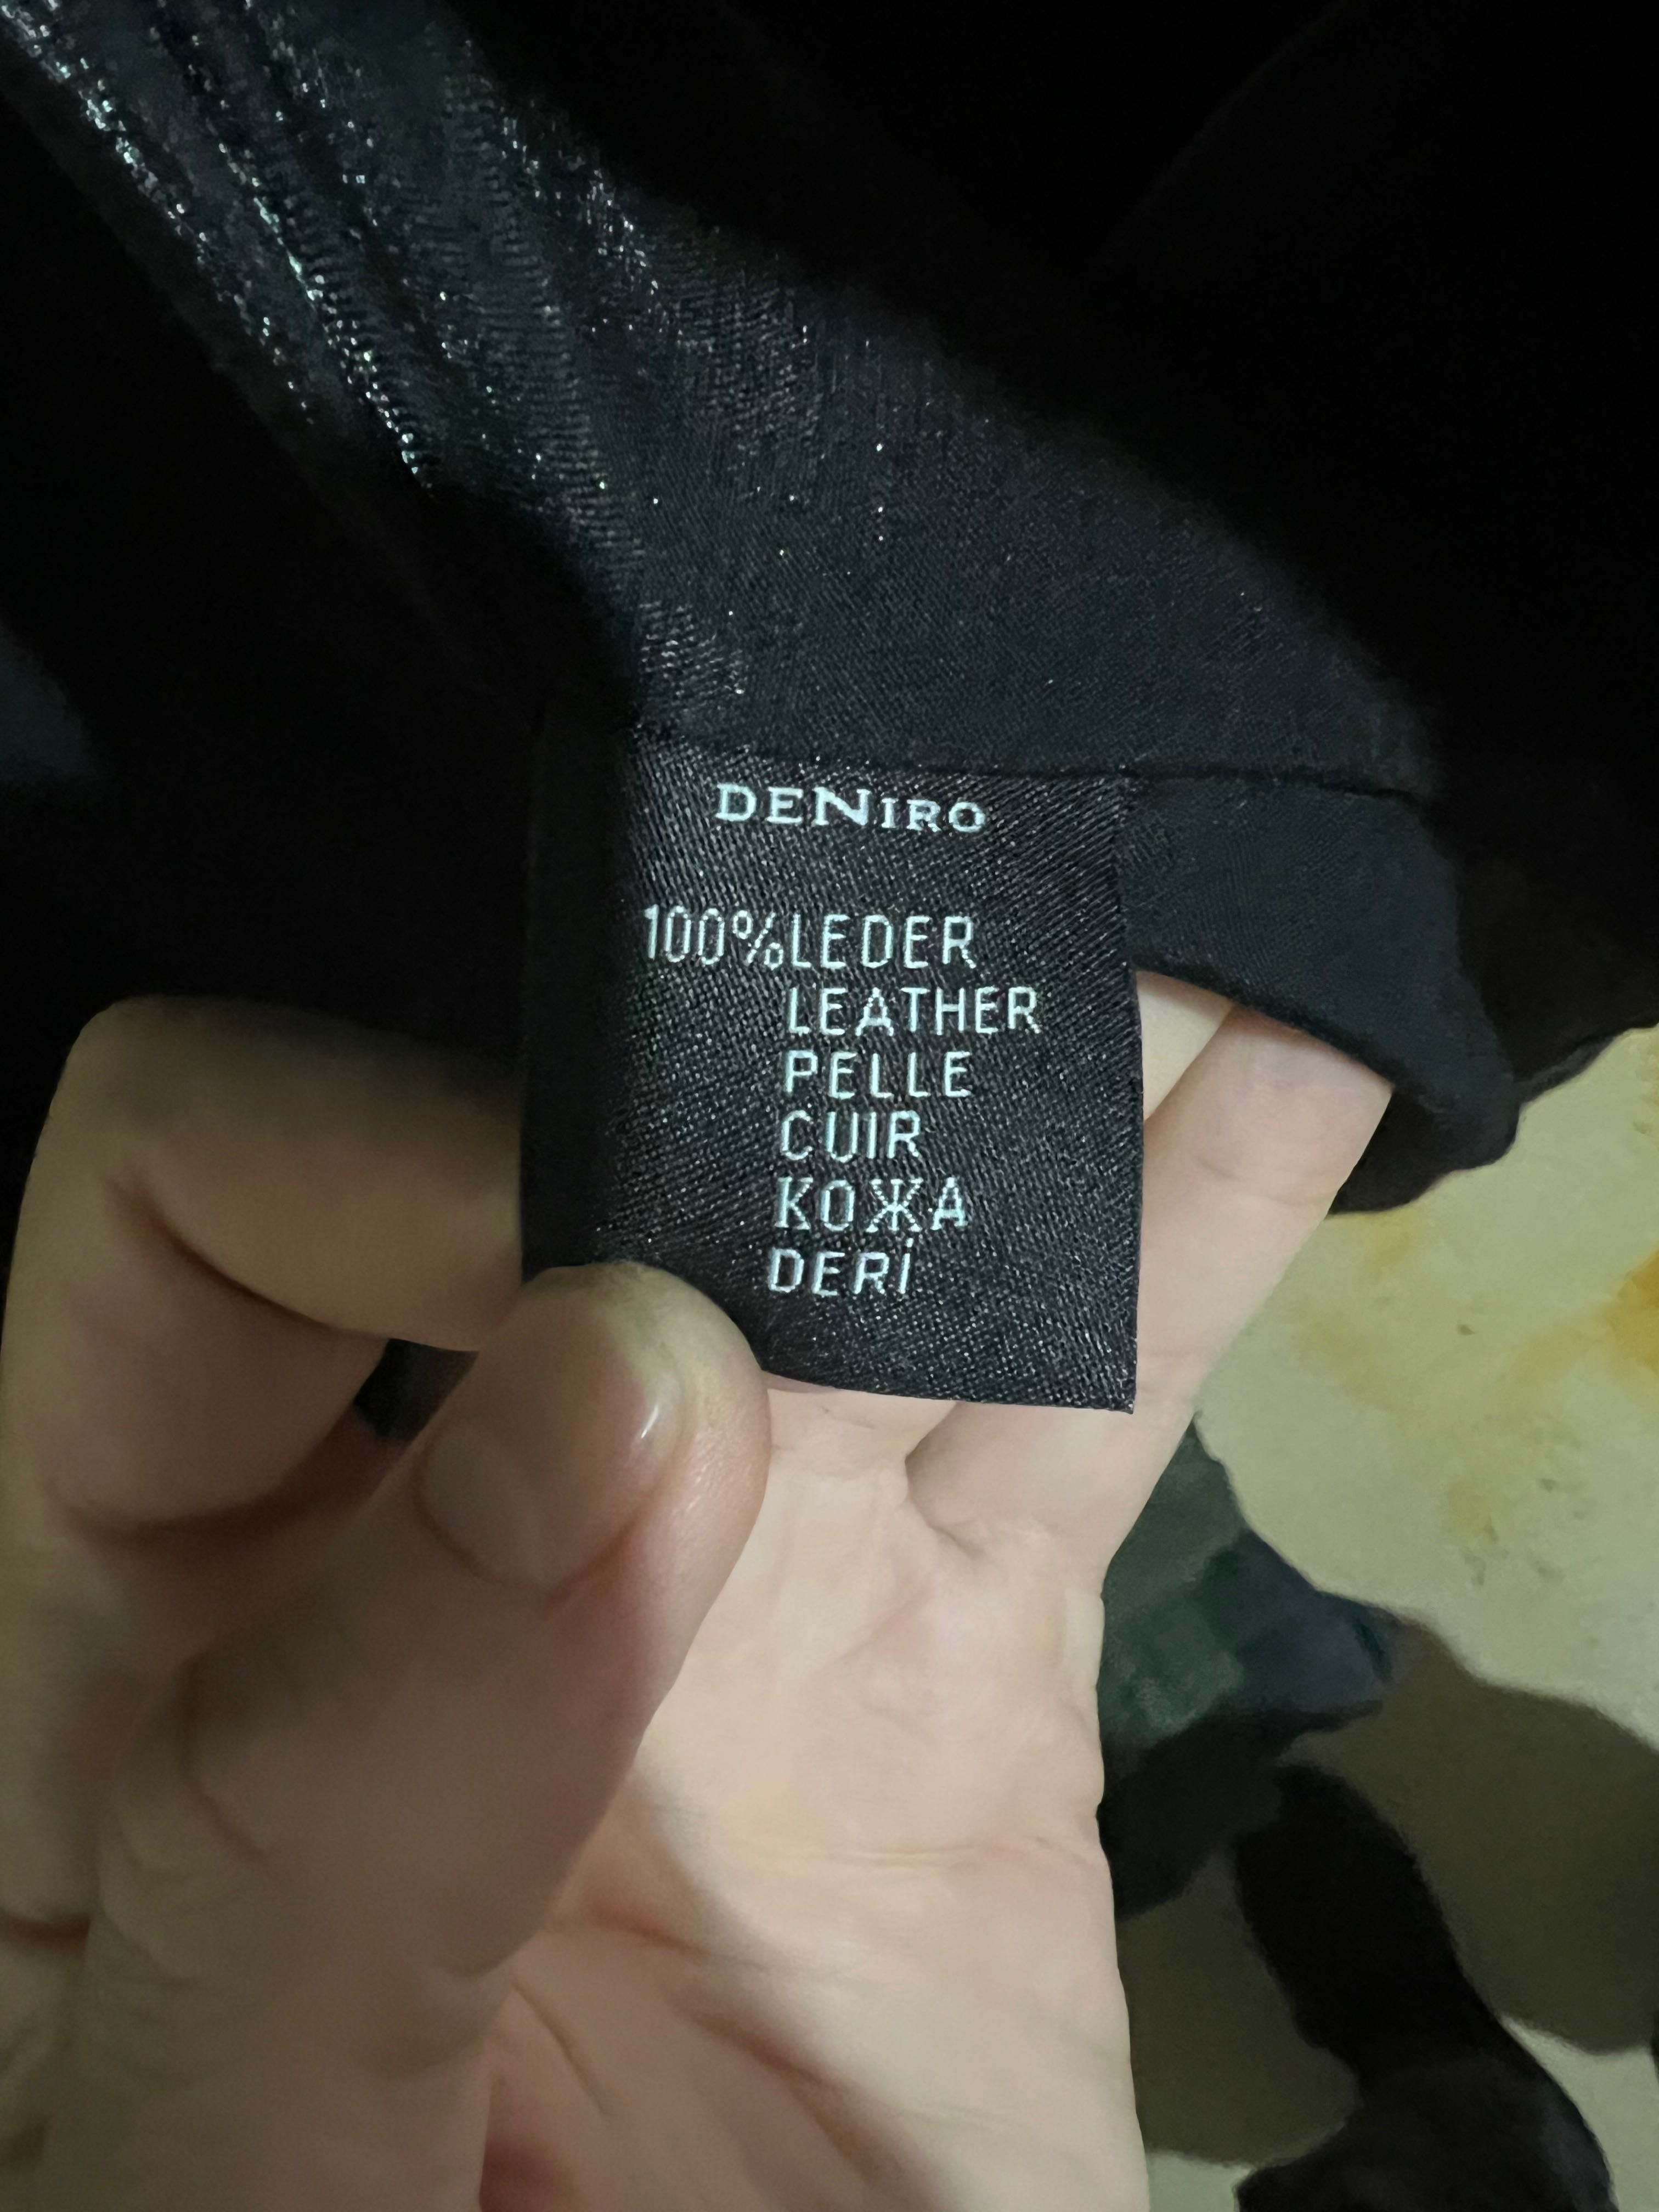 DENIRO
100%LEDER
LEATHER
PELLE
CUIR
КОЖА
DERİ